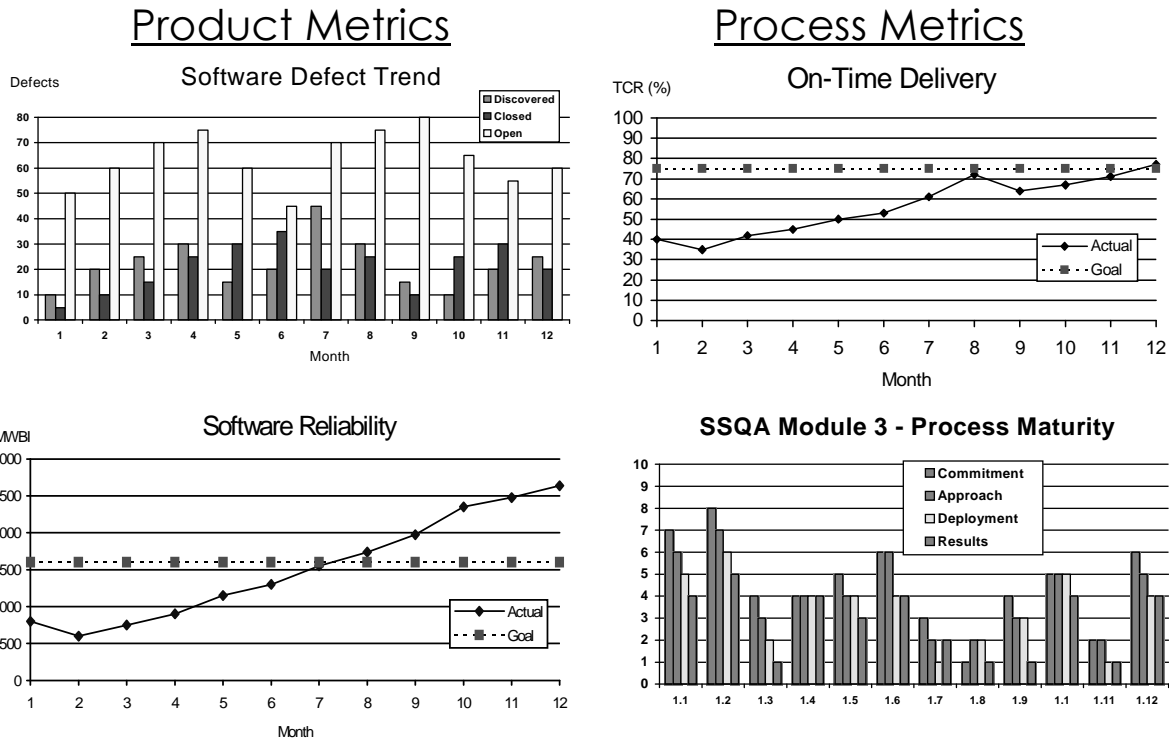 Product Metrics
Process Metrics
Defects
Software Defect Trend
Discovered
Closed
Open
80
70
60
50
40
30
20
10
0
1 2 3 4 5 6 7 8 9 10 11 12
Month
TCR (%)
On-Time Delivery
100
90
80
70
60
50
40
30
20
10
0
Actual
Goal
1 2 3 4 5 6 7 8 9 10 11 12
Month
MWBI
Software Reliability
000
500
000
500
000
500
0
Actual
Goal
1 2 3 4 5 6 7 8 9 10 11 12
Month
SSQA Module 3 - Process Maturity
10
9
8
7
6
5
4
3
2
1
0
Commitment
Approach
Deployment
Results
1.1 1.2 1.3 1.4 1.5 1.6 1.7 1.8 1.9 1.1 1.11 1.12